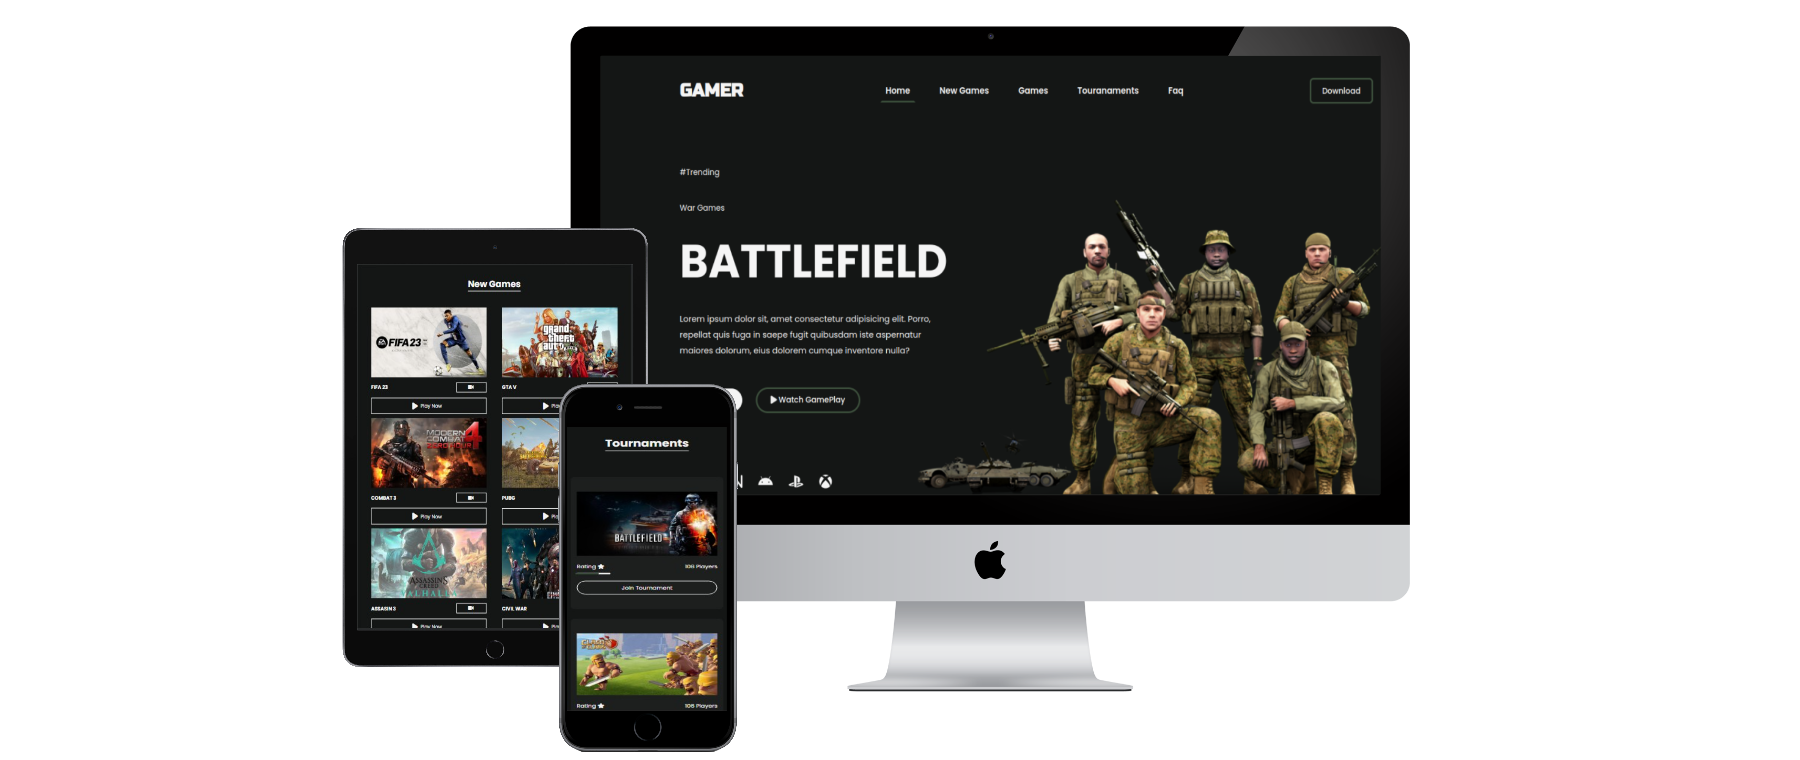 GAMER
Home
New Games
Games
Touranaments
Faq
Download
#Trending
War Games
BATTLEFIELD
Lorem ipsum dolor sit, amet consectetur adipisicing elit. Porro,
repellat quis fuga in saepe fugit quibusdam iste aspernatur
maiores dolorum, eius dolorem cumque inventore nulla?
Watch GamePlay
New Games
FIFA 23
grand
theft
auto
FIFA 23
GTA V
Play Now
MODERN
COMBAT 4
ZERO HOUR
COMBAT 3
PUBG
Play Now
ASSASSIN'S
CREED
VALHALLA
ASSASIN 3
CIVIL WAR
Play Now
Tournaments
BATTLEFIELD
Rating
106 Players
Join Tournament
Rating
106 Players